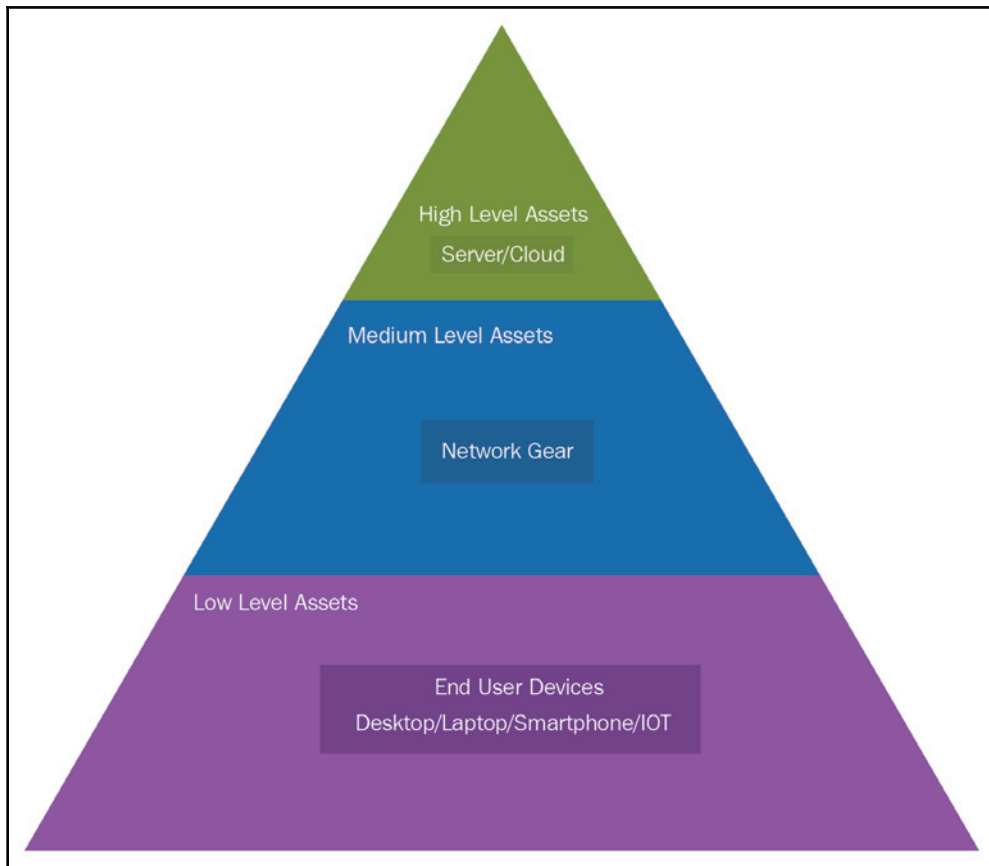 High Level Assets
Server/Cloud
Medium Level Assets
Network Gear
Low Level Assets
End User Devices
Desktop/Laptop/Smartphone/IOT